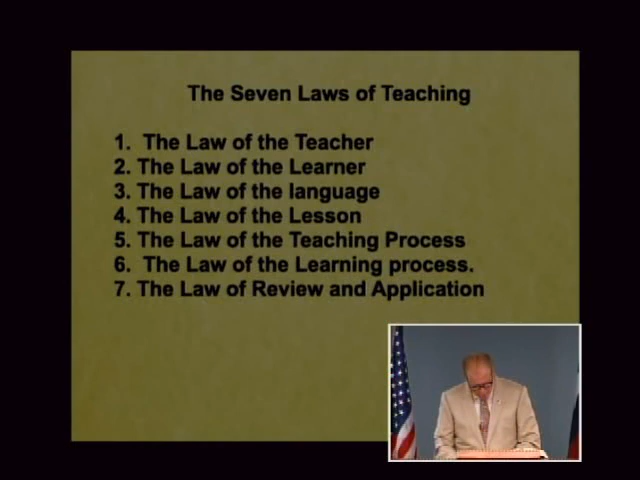 The Seven Laws of Teaching
1. The Law of the Teacher
2. The Law of the Learner
3. The Law of the language
4. The Law of the Lesson
5. The Law of the Teaching Process
6. The Law of the Learning process.
7. The Law of Review and Application